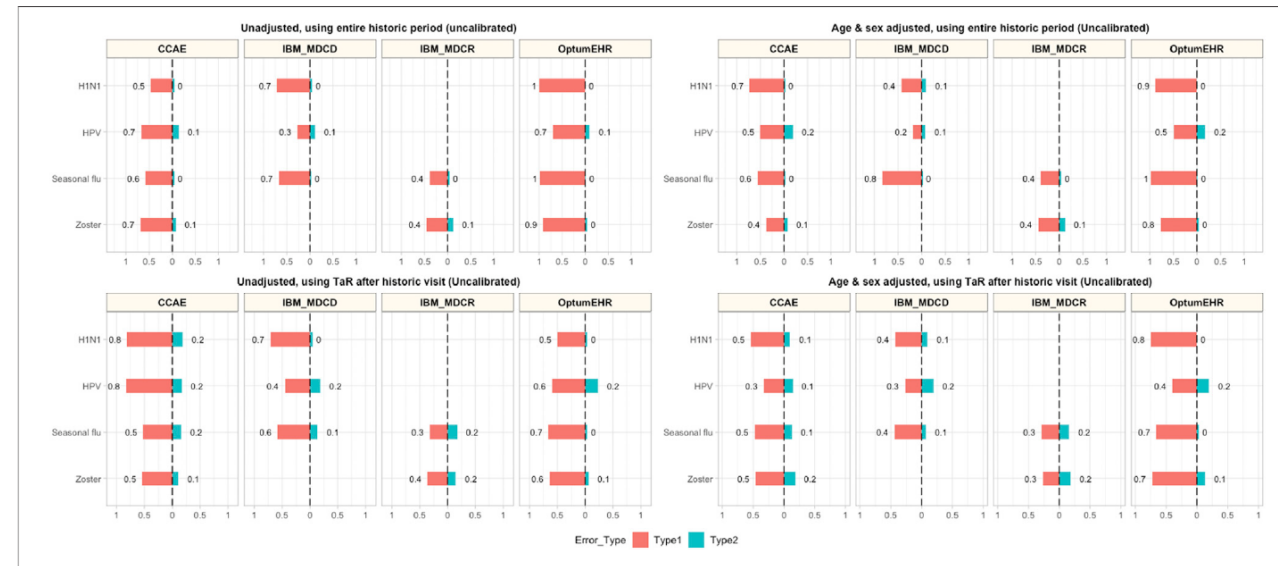 Unadjusted, using entire historic period (uncalibrated)
CCAE IBM_MDCD IBM_MDCR OptumEHR
H1N1 0.5 0 0.7 0 1 0
HPV 0.7 0.1 0.3 0.1 0.7 0.1
Seasonal flu 0.6 0 0.7 0 0.4 0 1 0
Zoster 0.7 0.1 0.4 0.1 0.9 0
1 0.5 0 0.5 1 1 0.5 0 0.5 1 1 0.5 0 0.5 1 1 0.5 0 0.5 1
Age & sex adjusted, using entire historic period (Uncalibrated)
CCAE IBM_MDCD IBM_MDCR OptumEHR
H1N1 0.7 0 0.4 0.1 0.9 0
HPV 0.5 0.2 0.2 0.1 0.5 0.2
Seasonal flu 0.6 0 0.8 0 0.4 0 1 0
Zoster 0.4 0.1 0.4 0.1 0.8 0
1 0.5 0 0.5 1 1 0.5 0 0.5 1 1 0.5 0 0.5 1 1 0.5 0 0.5 1
Unadjusted, using TaR after historic visit (Uncalibrated)
CCAE IBM_MDCD IBM_MDCR OptumEHR
H1N1 0.8 0.2 0.7 0 0.5 0
HPV 0.8 0.2 0.4 0.2 0.6 0.2
Seasonal flu 0.5 0.2 0.6 0.1 0.3 0.2 0.7 0
Zoster 0.5 0.1 0.4 0.2 0.6 0.1
1 0.5 0 0.5 1 1 0.5 0 0.5 1 1 0.5 0 0.5 1 1 0.5 0 0.5 1
Age & sex adjusted, using TaR after historic visit (Uncalibrated)
CCAE IBM_MDCD IBM_MDCR OptumEHR
H1N1 0.5 0.1 0.4 0.1 0.8 0
HPV 0.3 0.1 0.3 0.2 0.4 0.2
Seasonal flu 0.5 0.1 0.4 0.1 0.3 0.2 0.7 0
Zoster 0.5 0.2 0.3 0.2 0.7 0.1
1 0.5 0 0.5 1 1 0.5 0 0.5 1 1 0.5 0 0.5 1 1 0.5 0 0.5 1
Error_Type Type1 Type2